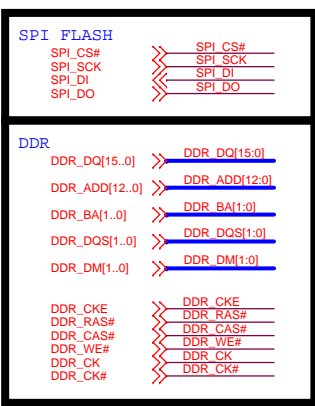 SPI FLASH
SPI_CS# SPI_CS#
SPI_SCK SPI_SCK
SPI_DI SPI_DI
SPI_DO SPI_DO
DDR
DDR_DQ[15..0] DDR_DQ[15:0]
DDR_ADD[12..0] DDR_ADD[12:0]
DDR_BA[1..0] DDR_BA[1:0]
DDR_DQS[1..0] DDR_DQS[1:0]
DDR_DM[1..0] DDR_DM[1:0]
DDR_CKE DDR_CKE
DDR_RAS# DDR_RAS#
DDR_CAS# DDR_CAS#
DDR_WE# DDR_WE#
DDR_CK DDR_CK
DDR_CK# DDR_CK#